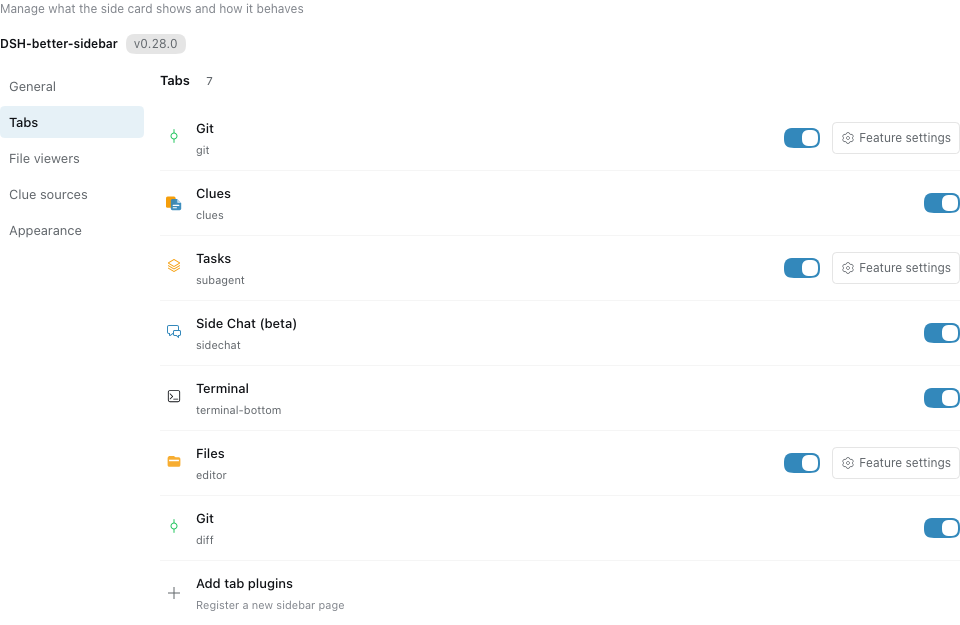 Manage what the side card shows and how it behaves
DSH-better-sidebar v0.28.0
General
Tabs
File viewers
Clue sources
Appearance
Tabs 7
Git
git
Feature settings
Clues
clues
Tasks
subagent
Feature settings
Side Chat (beta)
sidechat
Terminal
terminal-bottom
Files
editor
Feature settings
Git
diff
Add tab plugins
Register a new sidebar page